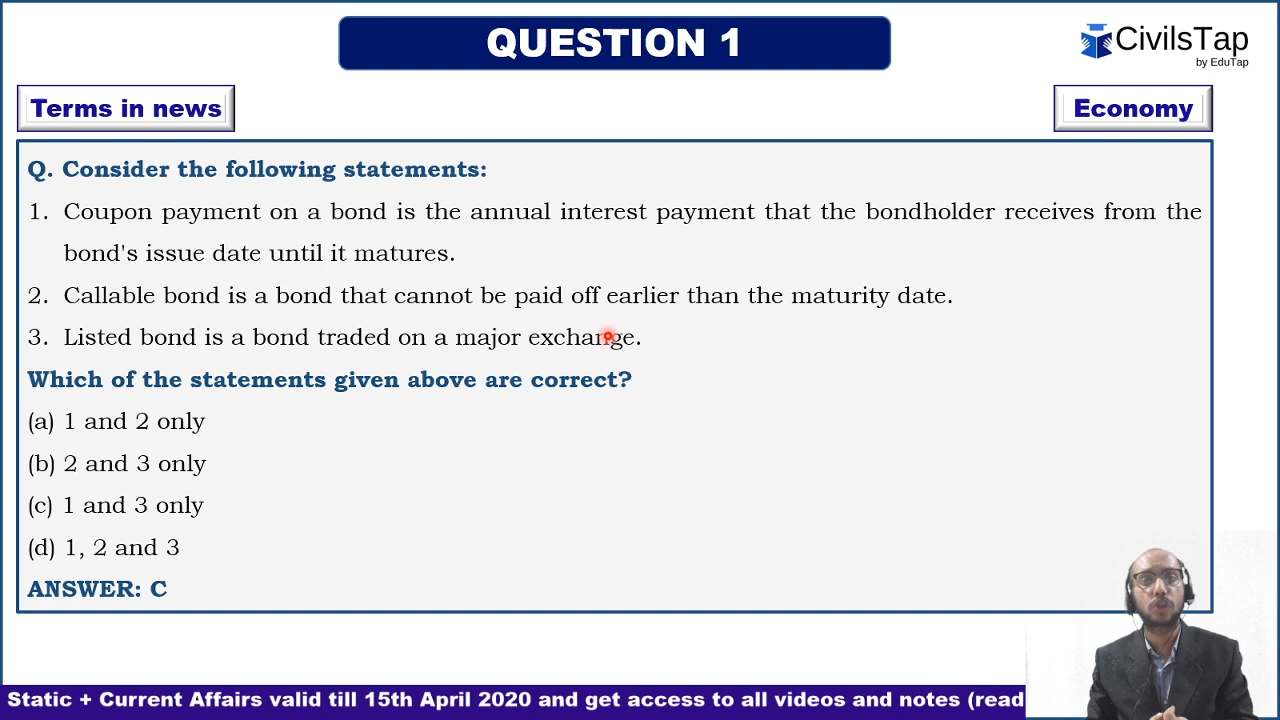 QUESTION 1
CivilsTap
by EduTap
Terms in news
Economy
Q. Consider the following statements:
1. Coupon payment on a bond is the annual interest payment that the bondholder receives from the
bond's issue date until it matures.
2. Callable bond is a bond that cannot be paid off earlier than the maturity date.
3. Listed bond is a bond traded on a major exchange.
Which of the statements given above are correct?
(a) 1 and 2 only
(b) 2 and 3 only
(c) 1 and 3 only
(d) 1, 2 and 3
ANSWER: C
Static + Current Affairs valid till 15th April 2020 and get access to all videos and notes (read